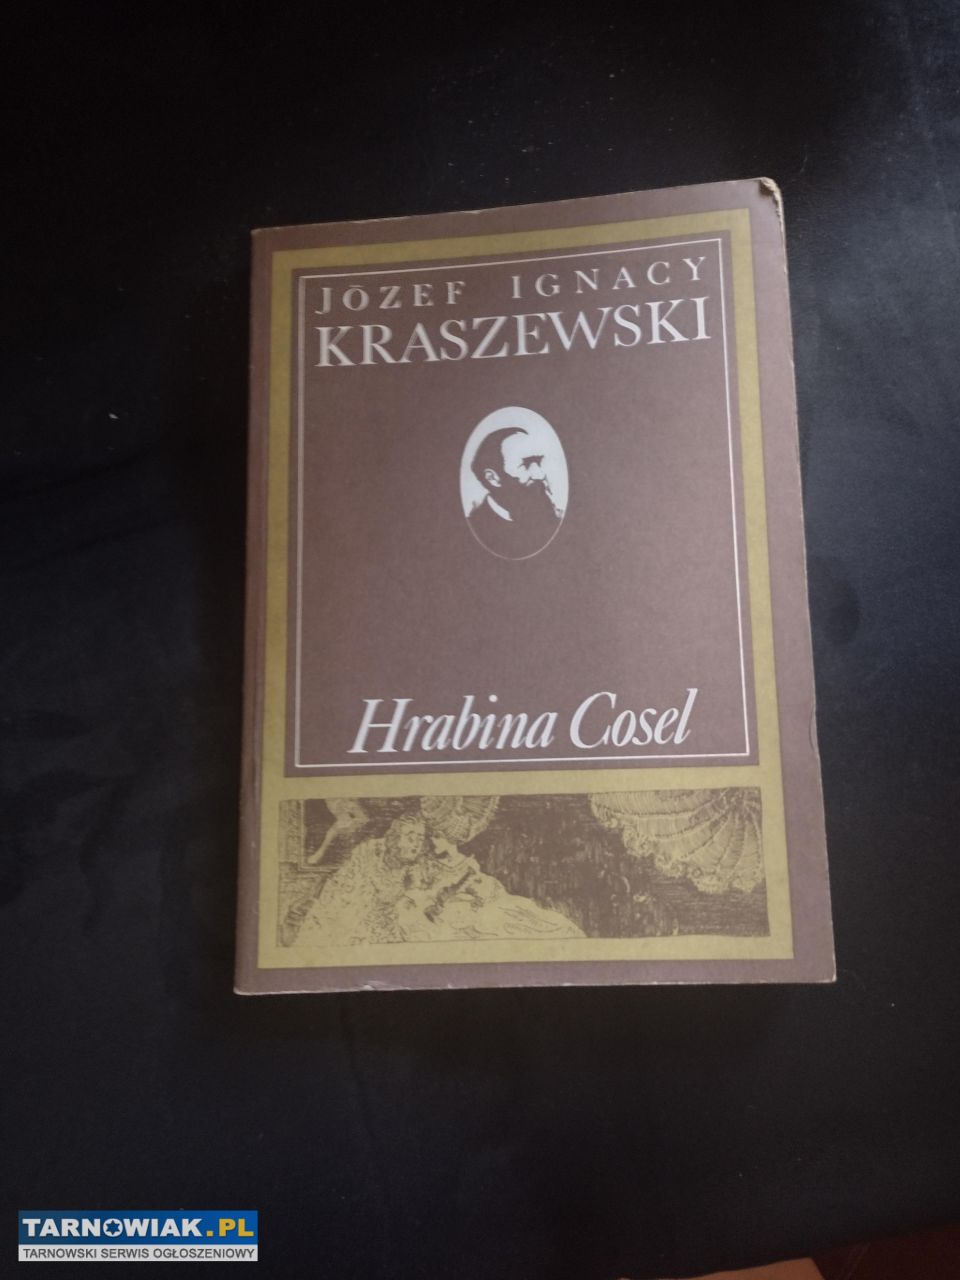 JÓZEF IGNACY
KRASZEWSKI
Hrabina Cosel
TARNOWIAK.PL
TARNOWSKI SERWIS OGŁOSZENIOWY